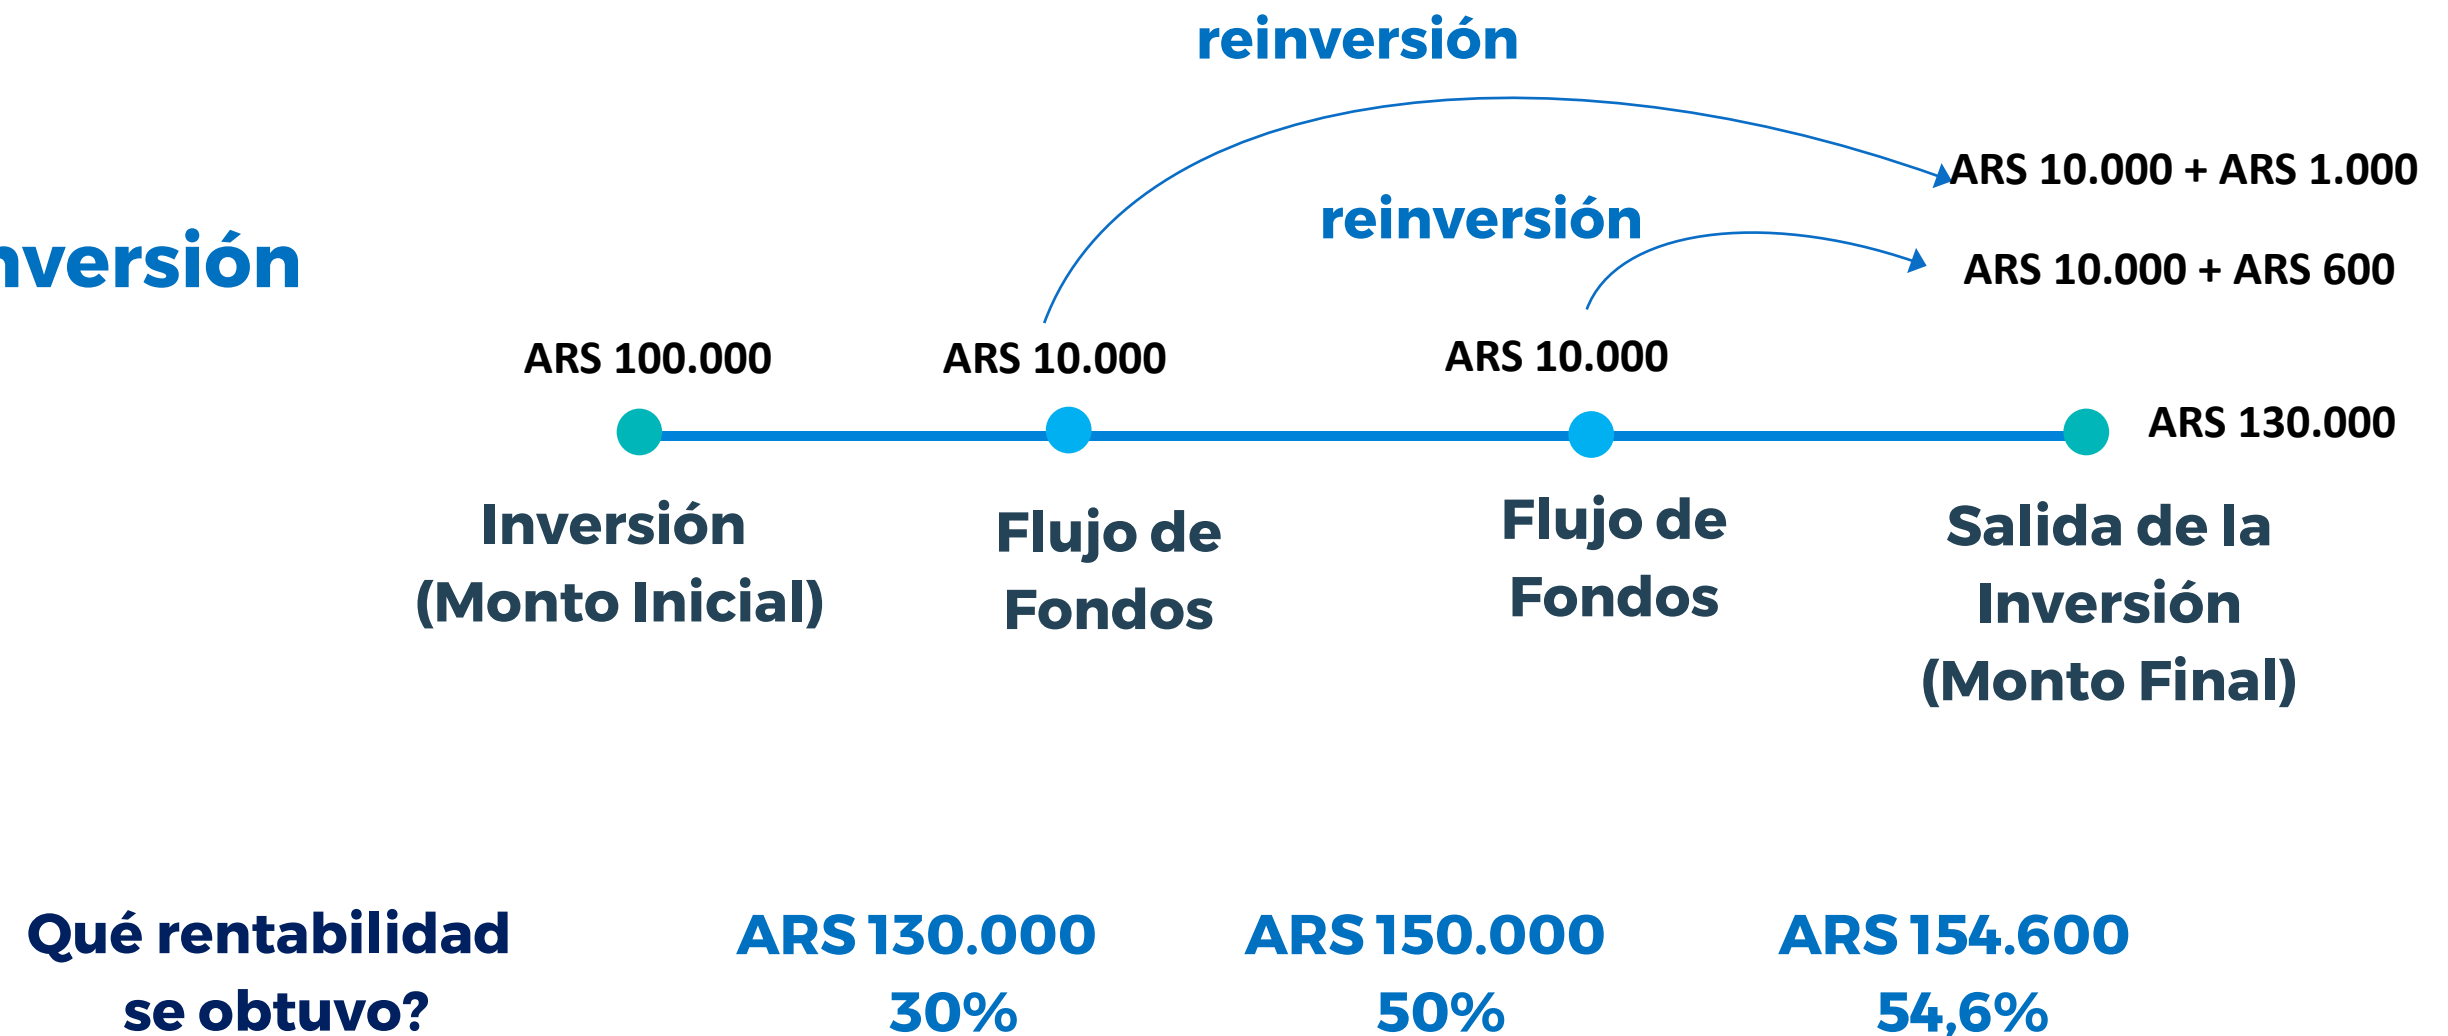 reinversión
ARS 10.000 + ARS 1.000
reinversión
nversión
ARS 10.000 + ARS 600
ARS 100.000
ARS 10.000
ARS 10.000
ARS 130.000
Inversión
(Monto Inicial)
Flujo de
Fondos
Flujo de
Fondos
Salida de la
Inversión
(Monto Final)
Qué rentabilidad
se obtuvo?
ARS 130.000
30%
ARS 150.000
50%
ARS 154.600
54,6%